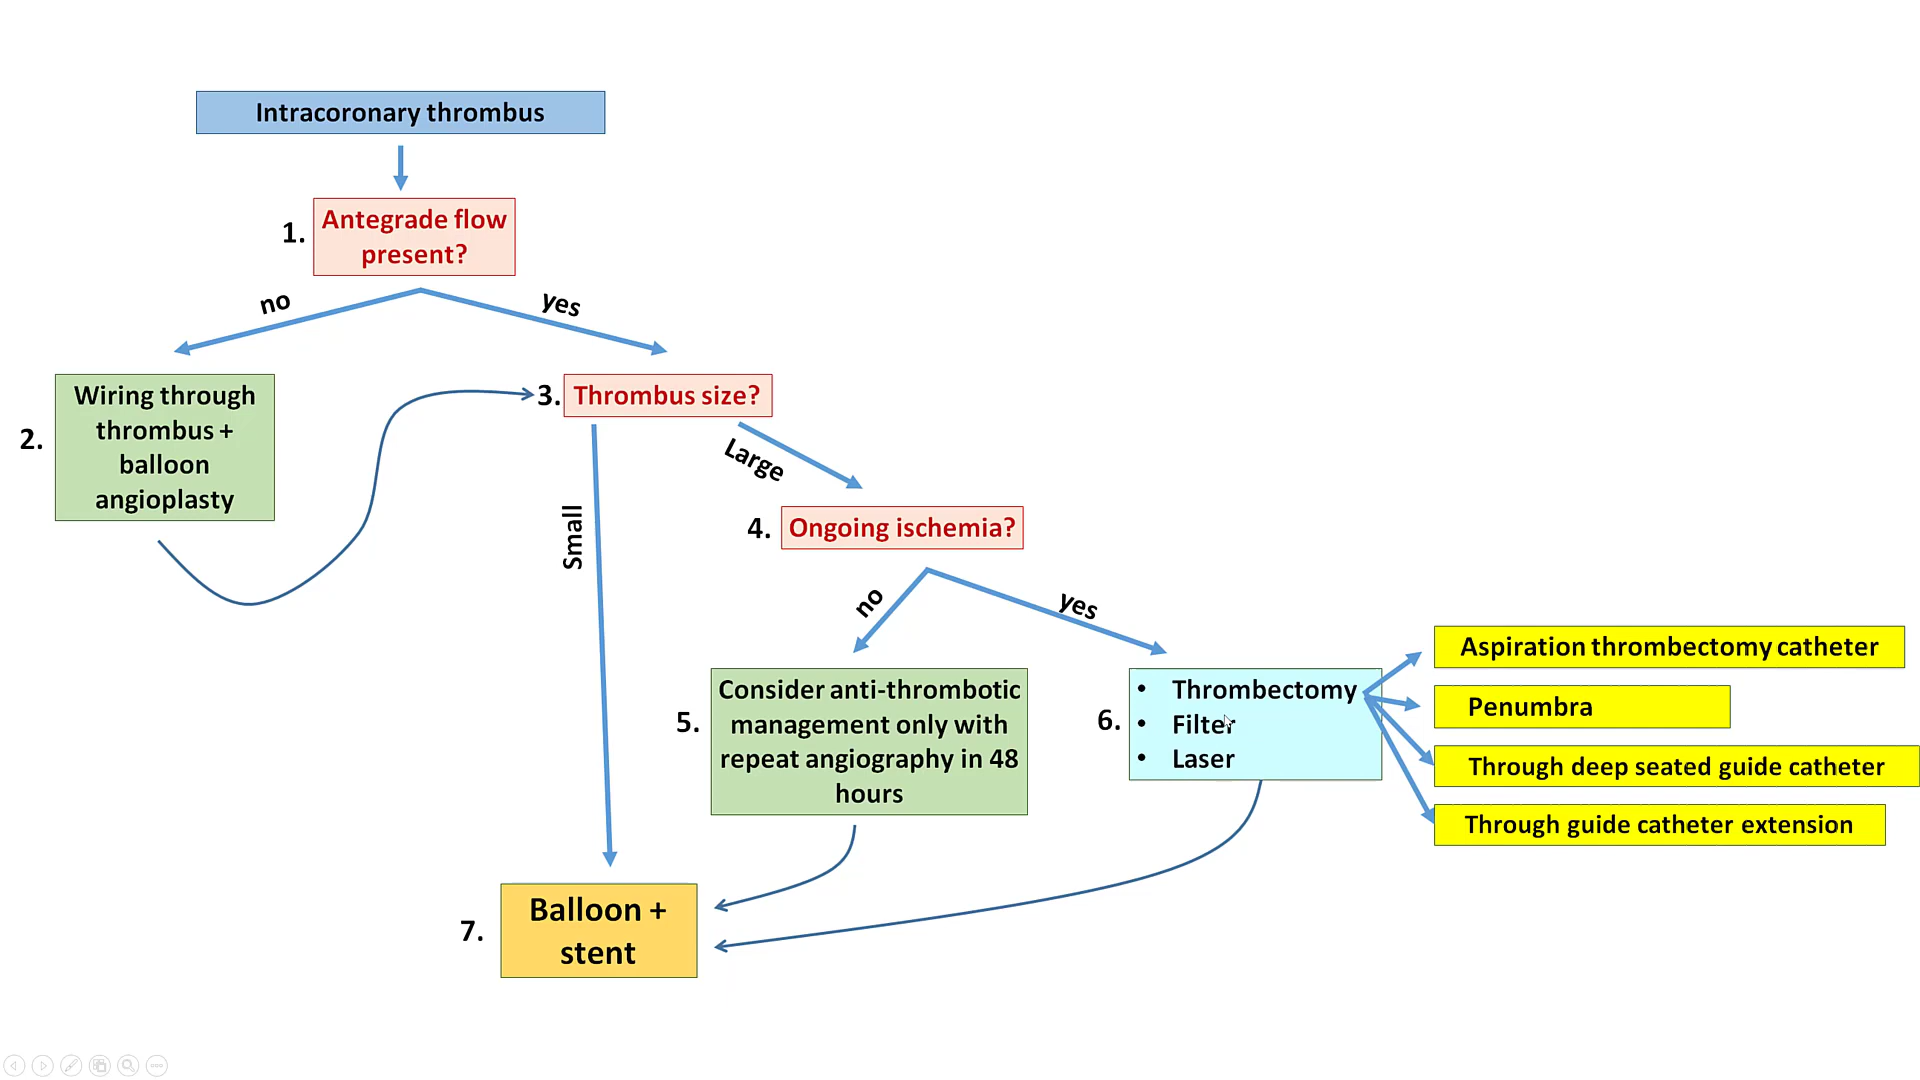 Intracoronary thrombus
1.
Antegrade flow
present?
no
yes
2.
Wiring through
thrombus +
balloon
angioplasty
3.
Thrombus size?
Small
Large
4.
Ongoing ischemia?
no
yes
5.
Consider anti-thrombotic
management only with
repeat angiography in 48
hours
6.
• Thrombectomy
• Filter
• Laser
Aspiration thrombectomy catheter
Penumbra
Through deep seated guide catheter
Through guide catheter extension
7.
Balloon +
stent